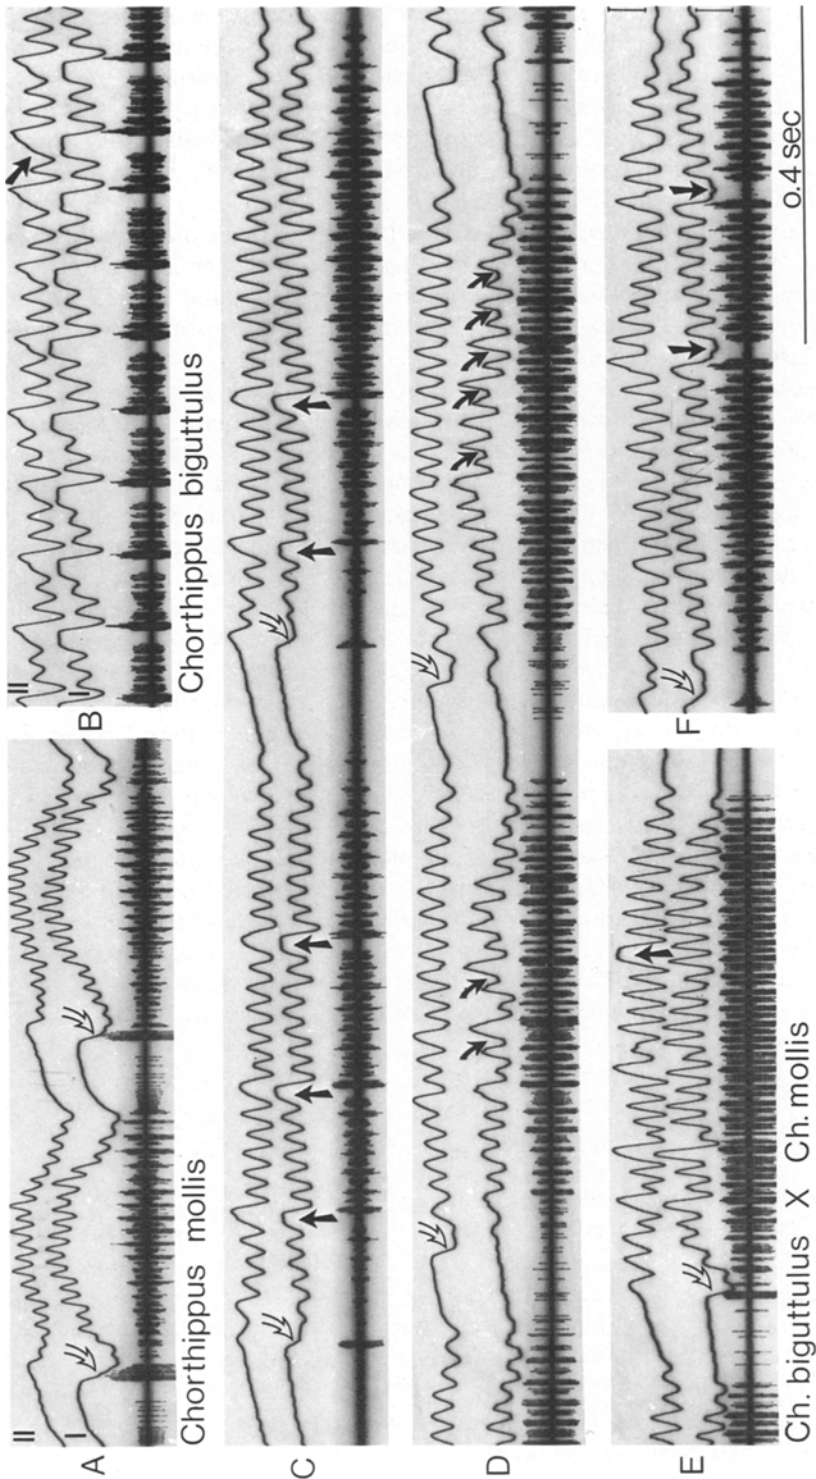 A
II
I
Chorthippus mollis
B
II
I
Chorthippus biguttulus
C
D
E
F
Ch. biguttulus X Ch. mollis
0.4 sec